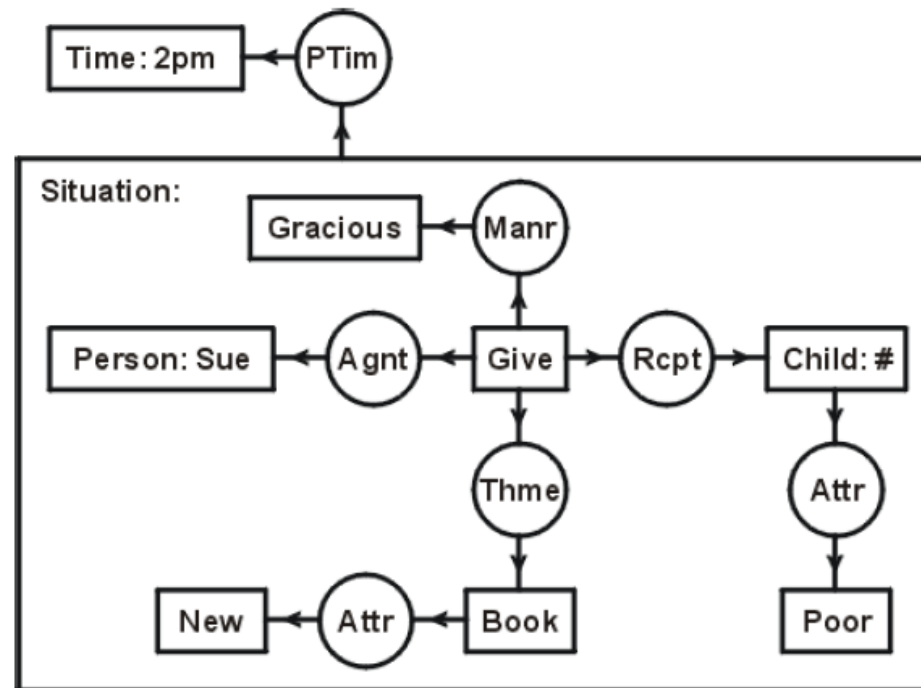 Time: 2pm
PTim
Situation:
Gracious
Manr
Person: Sue
Agnt
Give
Rcpt
Child: #
Thme
Attr
New
Attr
Book
Poor